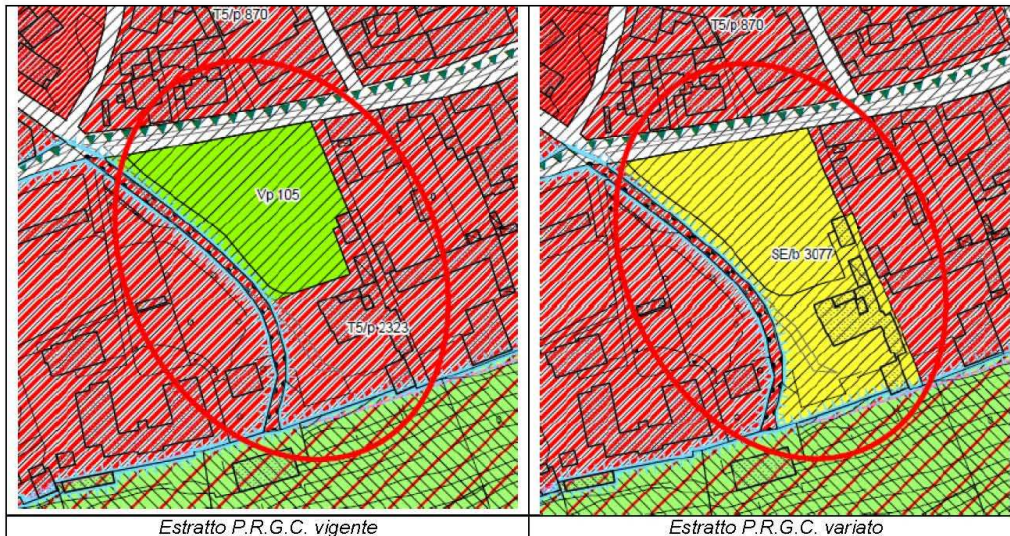 T5/p 870
Vp 105
T5/p 2323
T5/p 870
SE/b 3077
Estratto P.R.G.C. vigente
Estratto P.R.G.C. variato